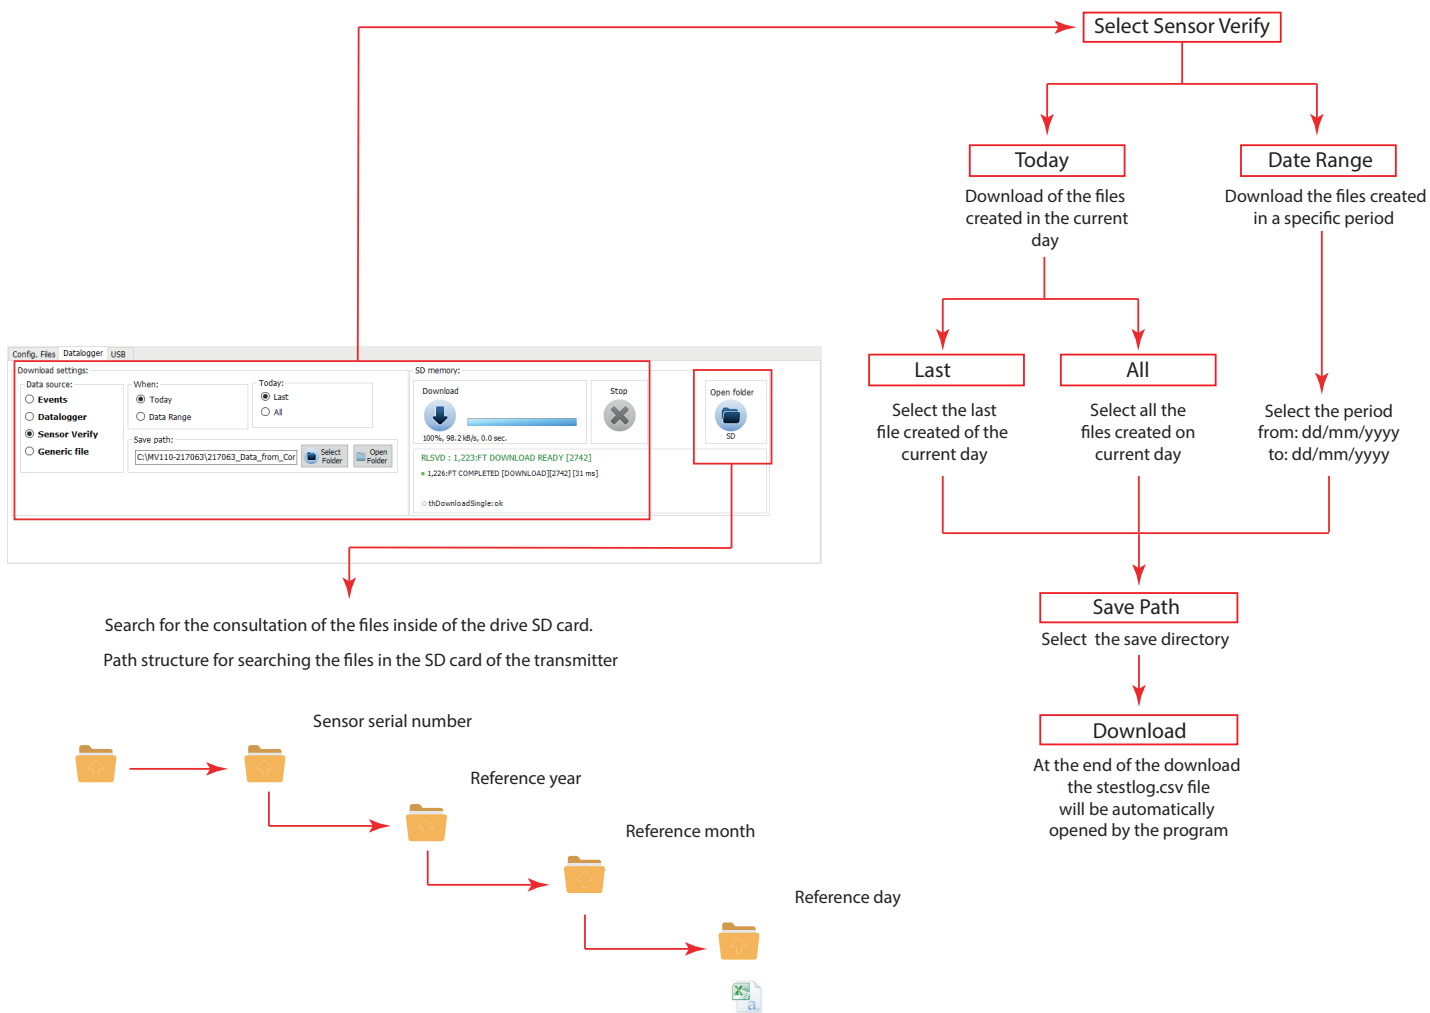 Select Sensor Verify
Today
Date Range
Download of the files
created in the current
day
Download the files created
in a specific period
Last
All
Select the last
file created of the
current day
Select all the
files created on
current day
Select the period
from: dd/mm/yyyy
to: dd/mm/yyyy
Save Path
Select the save directory
Download
At the end of the download
the stestlog.csv file
will be automatically
opened by the program
Config. Files Datalogger USB
Download settings:
Data source:
Events
Datalogger
Sensor Verify
Generic file
When:
Today
Data Range
Today:
Last
All
Save path:
C:\MV110-217063\217063_Data_from_Cor
Select
Folder
Open
Folder
SD memory:
Download
100%, 98.2 kB/s, 0.0 sec.
Stop
Open folder
SD
RLSVD : 1,223:FT DOWNLOAD READY [2742]
1,226:FT COMPLETED [DOWNLOAD][2742] [31 ms]
thDownloadSingle: ok
Search for the consultation of the files inside of the drive SD card.
Path structure for searching the files in the SD card of the transmitter
Sensor serial number
Reference year
Reference month
Reference day
X
a,